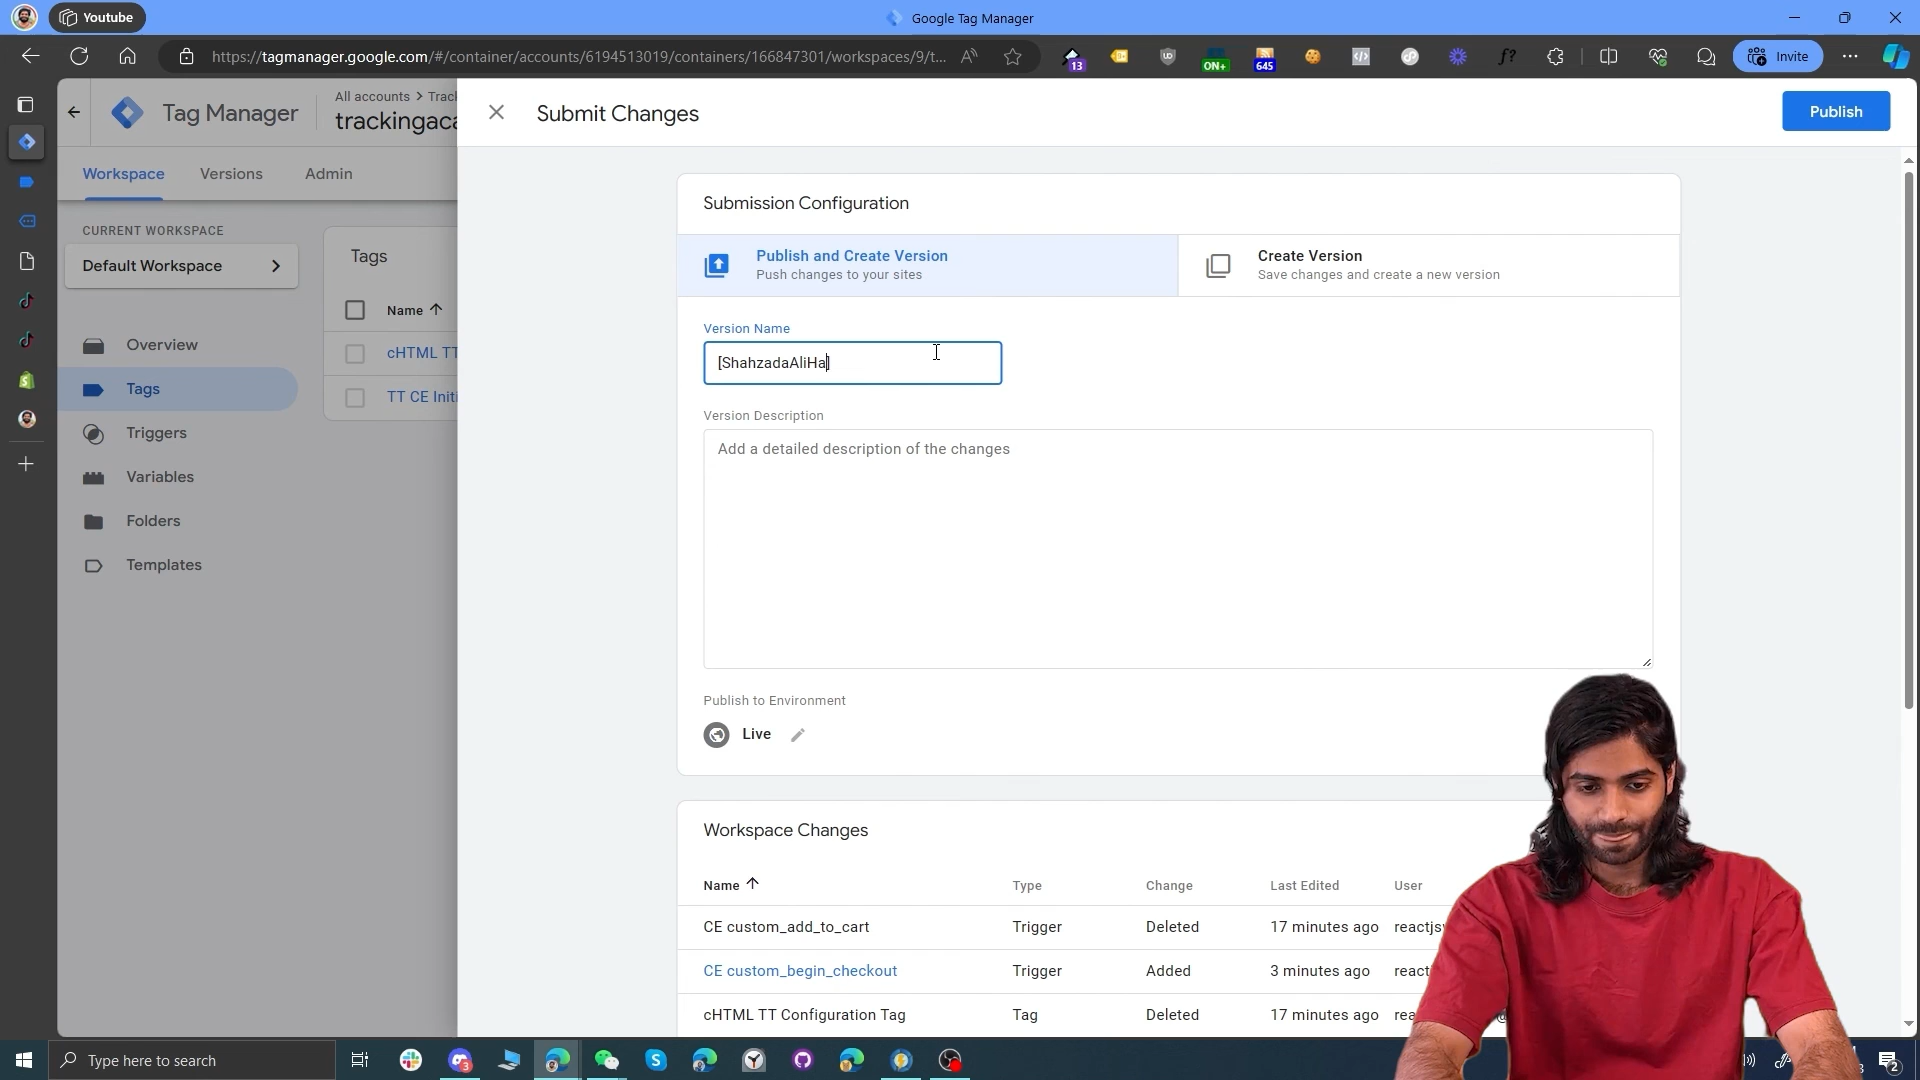 Youtube
Google Tag Manager
https://tagmanager.google.com/#/container/accounts/6194513019/containers/166847301/workspaces/9/t...
13
ON+
645
Invite
Tag Manager
All accounts > Track
trackingaca
Submit Changes
Publish
Workspace
Versions
Admin
CURRENT WORKSPACE
Default Workspace
Overview
Tags
Triggers
Variables
Folders
Templates
Tags
Name
cHTML TT
TT CE Initi
Submission Configuration
Publish and Create Version
Push changes to your sites
Create Version
Save changes and create a new version
Version Name
[ShahzadaAliHa]
Version Description
Add a detailed description of the changes
Publish to Environment
Live
Workspace Changes
Name
Type
Change
Last Edited
User
CE custom_add_to_cart
Trigger
Deleted
17 minutes ago
reactjs
CE custom_begin_checkout
Trigger
Added
3 minutes ago
react
cHTML TT Configuration Tag
Tag
Deleted
17 minutes ago
rea
Type here to search
3
2